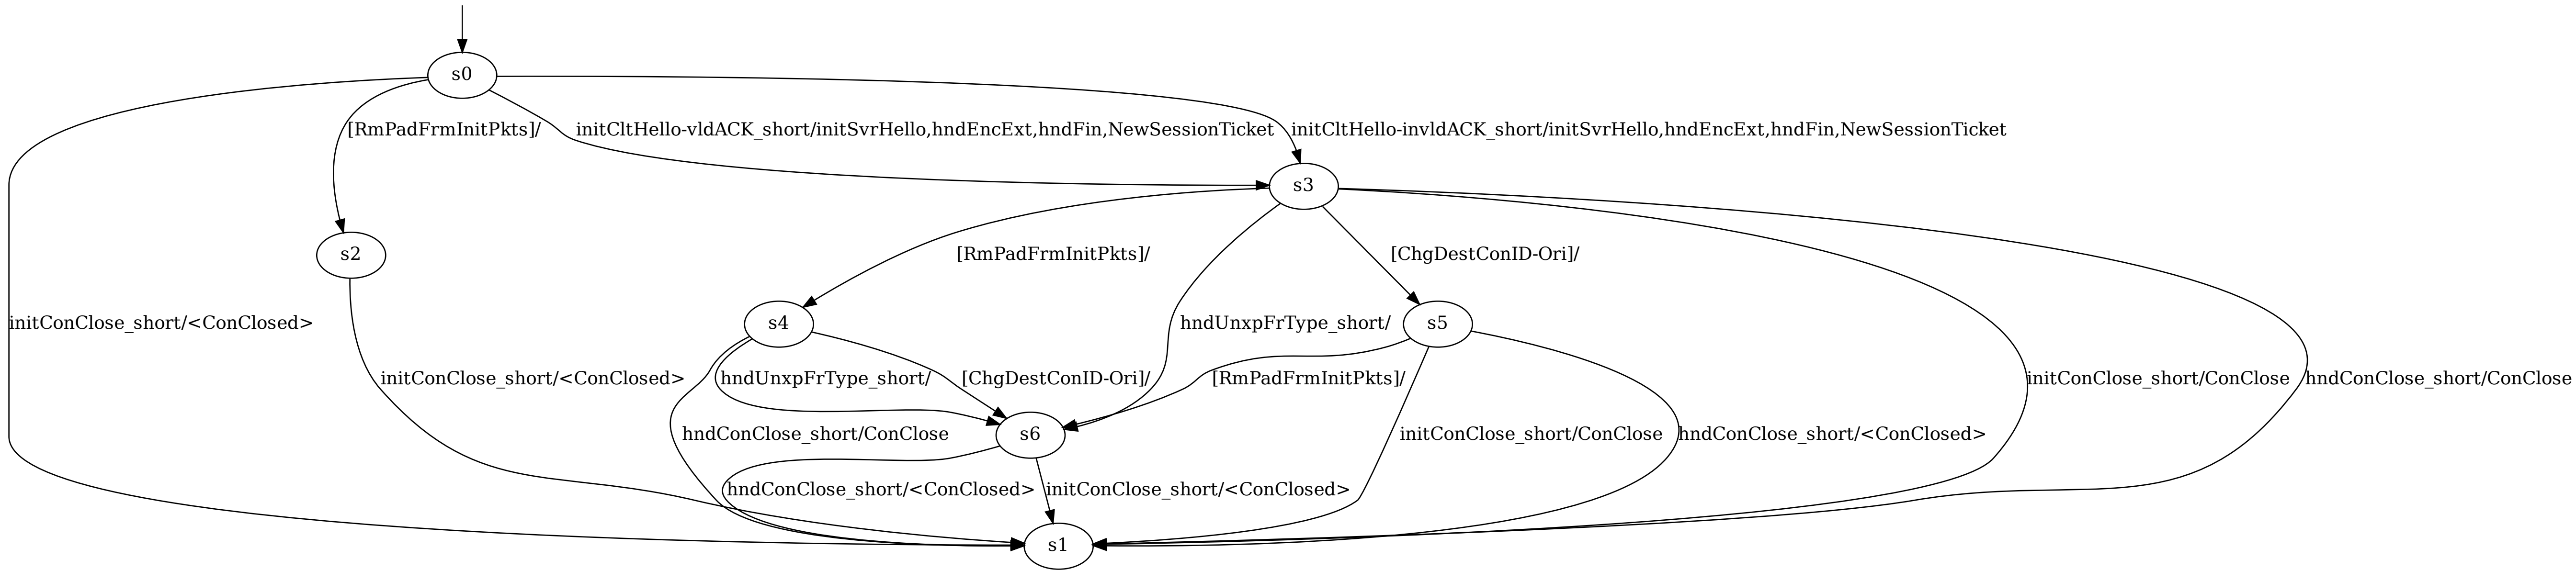 s0
[RmPadFrmInitPkts]/
initCltHello-vldACK_short/initSvrHello,hndEncExt,hndFin,NewSessionTicket
initCltHello-invldACK_short/initSvrHello,hndEncExt,hndFin,NewSessionTicket
s3
s2
[RmPadFrmInitPkts]/
[ChgDestConID-Ori]/
initConClose_short/<ConClosed>
s4
hndUnxpFrType_short/
s5
initConClose_short/<ConClosed>
hndUnxpFrType_short/
[ChgDestConID-Ori]/
[RmPadFrmInitPkts]/
initConClose_short/ConClose
hndConClose_short/ConClose
hndConClose_short/ConClose
s6
initConClose_short/ConClose
hndConClose_short/<ConClosed>
hndConClose_short/<ConClosed>
initConClose_short/<ConClosed>
s1